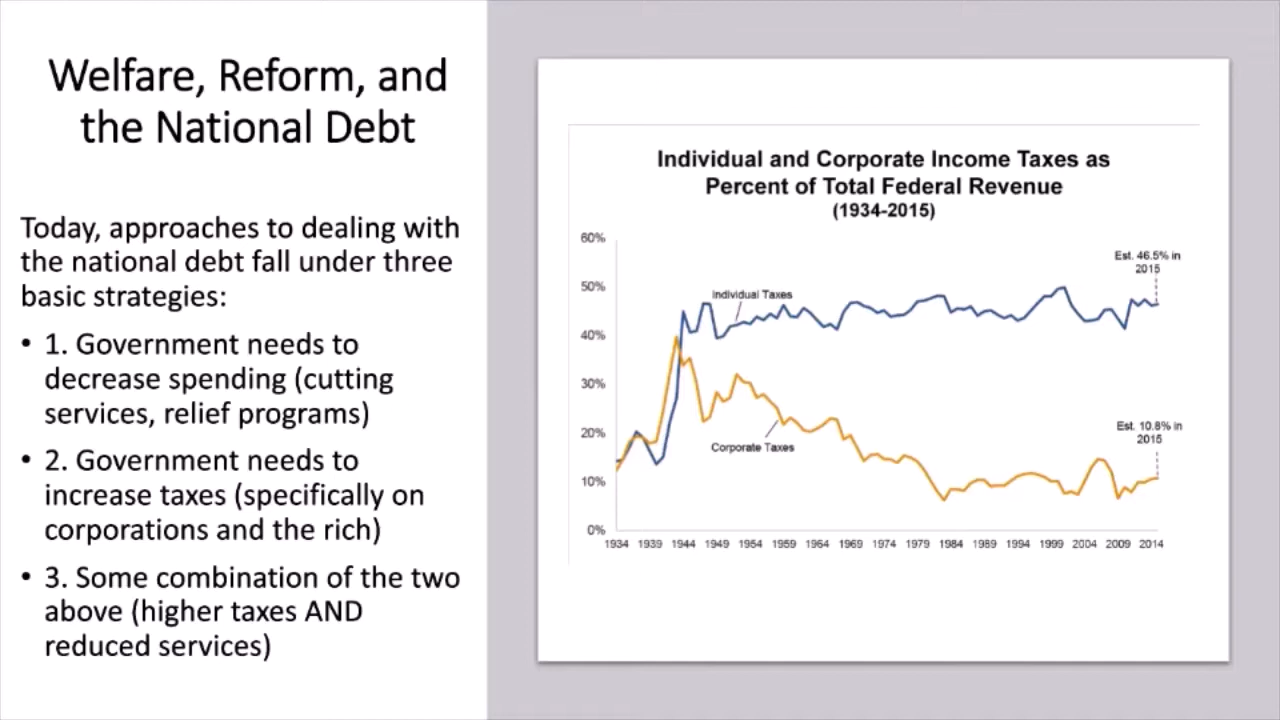 Welfare, Reform, and
the National Debt
Today, approaches to dealing with
the national debt fall under three
basic strategies:
• 1. Government needs to
decrease spending (cutting
services, relief programs)
• 2. Government needs to
increase taxes (specifically on
corporations and the rich)
• 3. Some combination of the two
above (higher taxes AND
reduced services)
Individual and Corporate Income Taxes as
Percent of Total Federal Revenue
(1934-2015)
60%
50%
40%
30%
20%
10%
0%
Est. 46.5% in
2015
Individual Taxes
Corporate Taxes
Est. 10.8% in
2015
1934 1939 1944 1949 1954 1959 1964 1969 1974 1979 1984 1989 1994 1999 2004 2009 2014